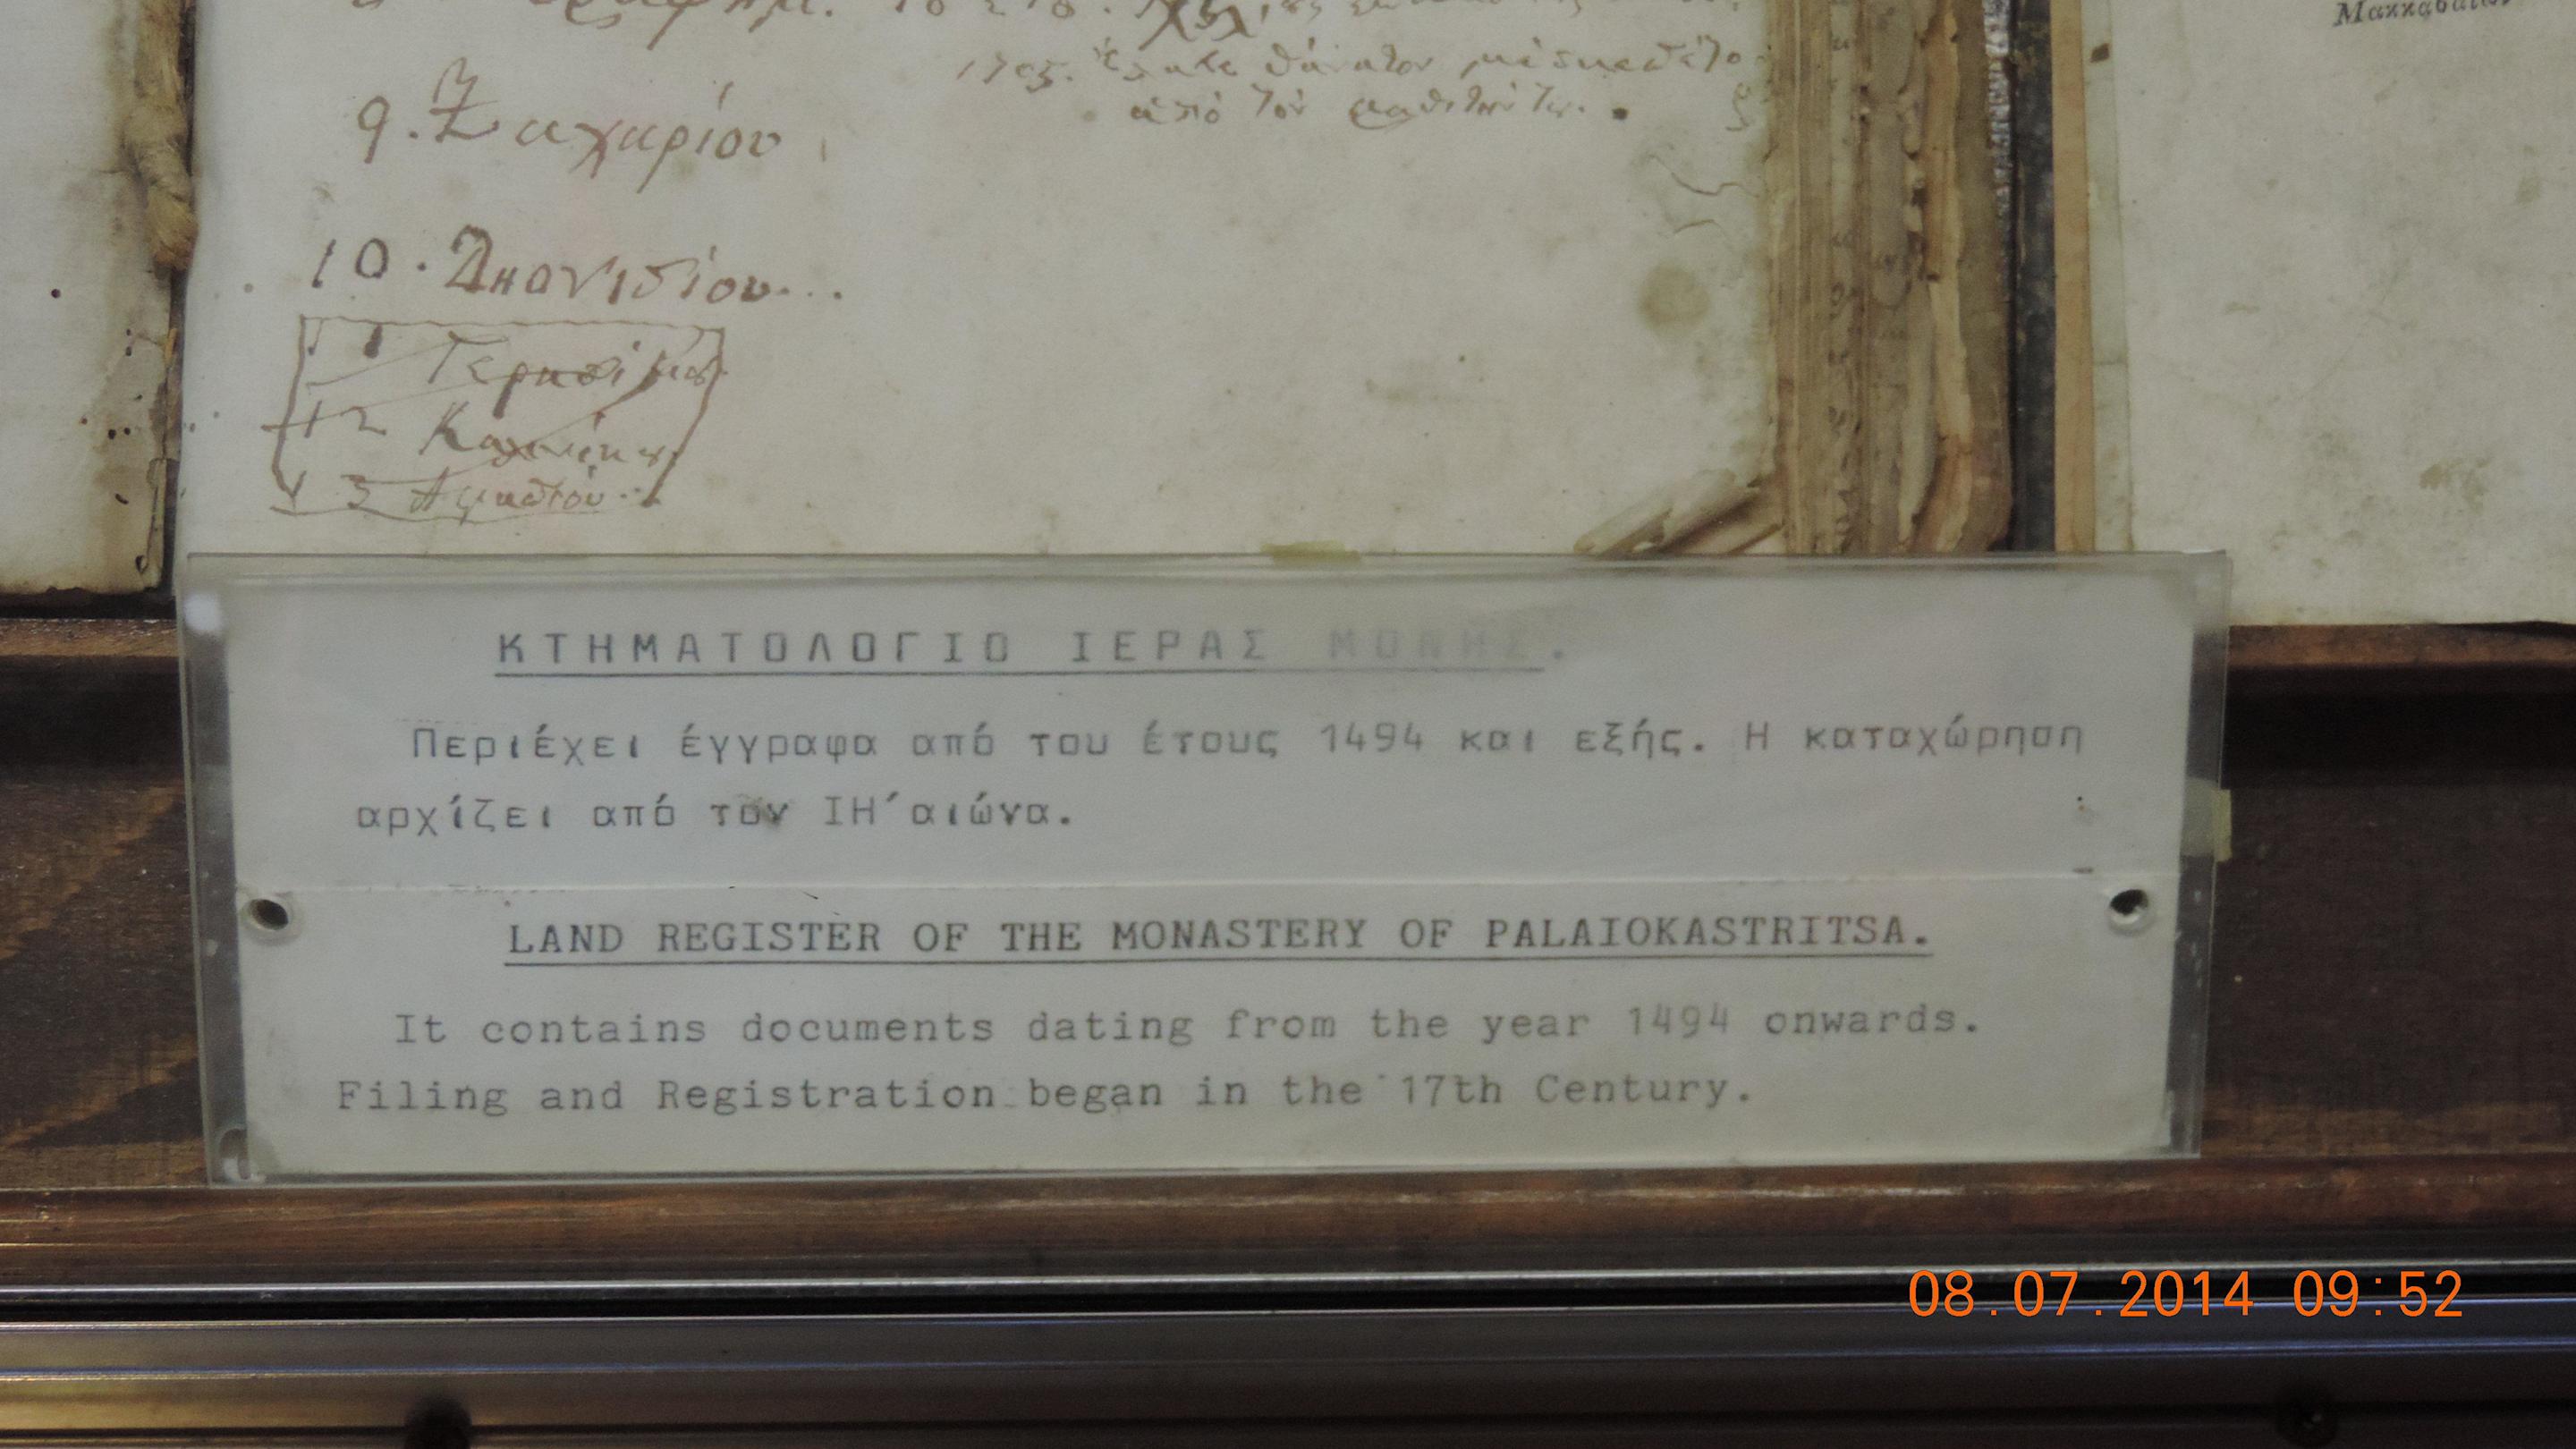 Μακκαβαίων
9. Ζαχαρίου
10. Διονυσίου...
12
ΚΤΗΜΑΤΟΛΟΓΙΟ ΙΕΡΑΣ ΜΟΝΗΣ.
Περιέχει έγγραφα από του έτους 1494 και εξής. Η καταχώρηση
αρχίζει από τον ΙΗ΄αιώνα.
LAND REGISTER OF THE MONASTERY OF PALAIOKASTRITSA.
It contains documents dating from the year 1494 onwards.
Filing and Registration began in the 17th Century.
08.07.2014 09:52